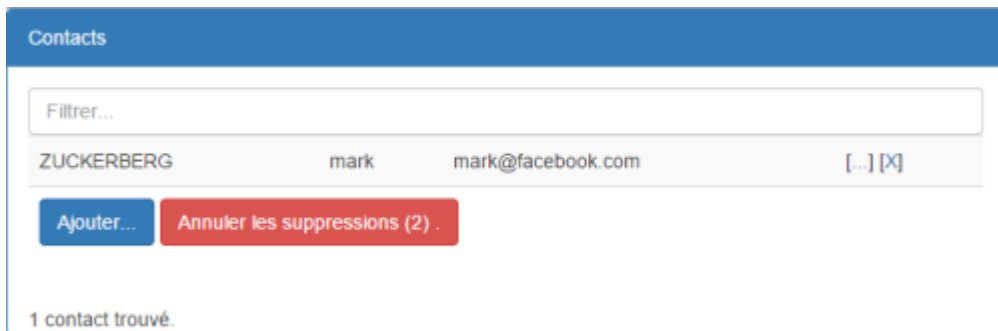 Contacts
Filtrer...
ZUCKERBERG mark mark@facebook.com [...] [X]
Ajouter... Annuler les suppressions (2) .
1 contact trouvé.